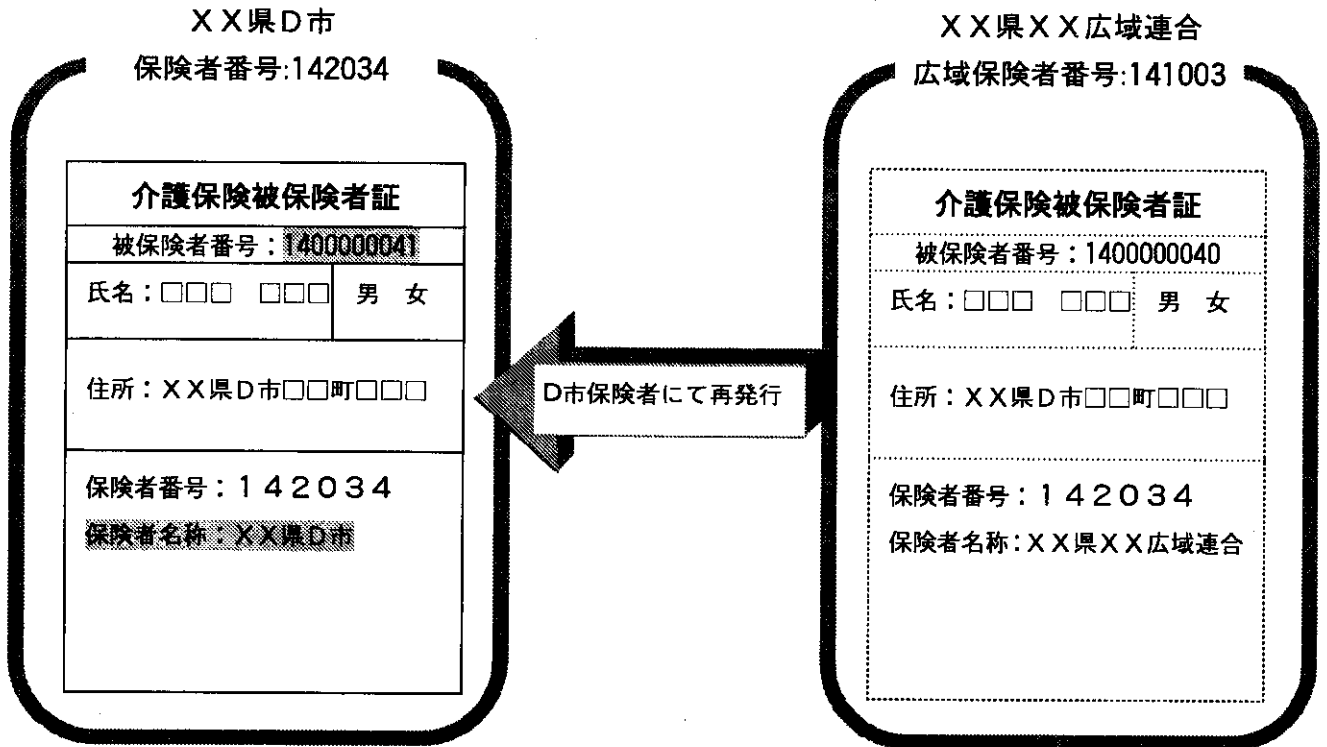 ＸＸ県Ｄ市
保険者番号:142034
介護保険被保険者証
被保険者番号：1400000041
氏名：□□□　□□□　男　女
住所：ＸＸ県Ｄ市□□町□□□
保険者番号：１４２０３４
保険者名称：ＸＸ県Ｄ市
Ｄ市保険者にて再発行
ＸＸ県ＸＸ広域連合
広域保険者番号:141003
介護保険被保険者証
被保険者番号：1400000040
氏名：□□□　□□□　男　女
住所：ＸＸ県Ｄ市□□町□□□
保険者番号：１４２０３４
保険者名称：ＸＸ県ＸＸ広域連合